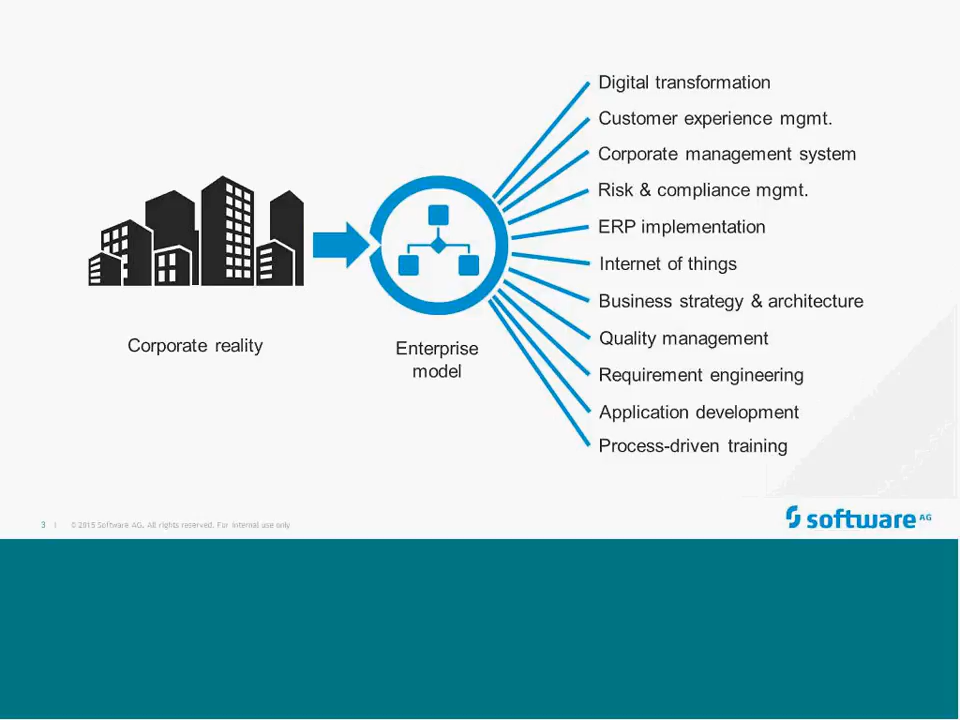 Digital transformation
Customer experience mgmt.
Corporate management system
Risk & compliance mgmt.
ERP implementation
Internet of things
Business strategy & architecture
Quality management
Requirement engineering
Application development
Process-driven training
Corporate reality
Enterprise
model
3 | © 2015 Software AG. All rights reserved. For internal use only
software AG